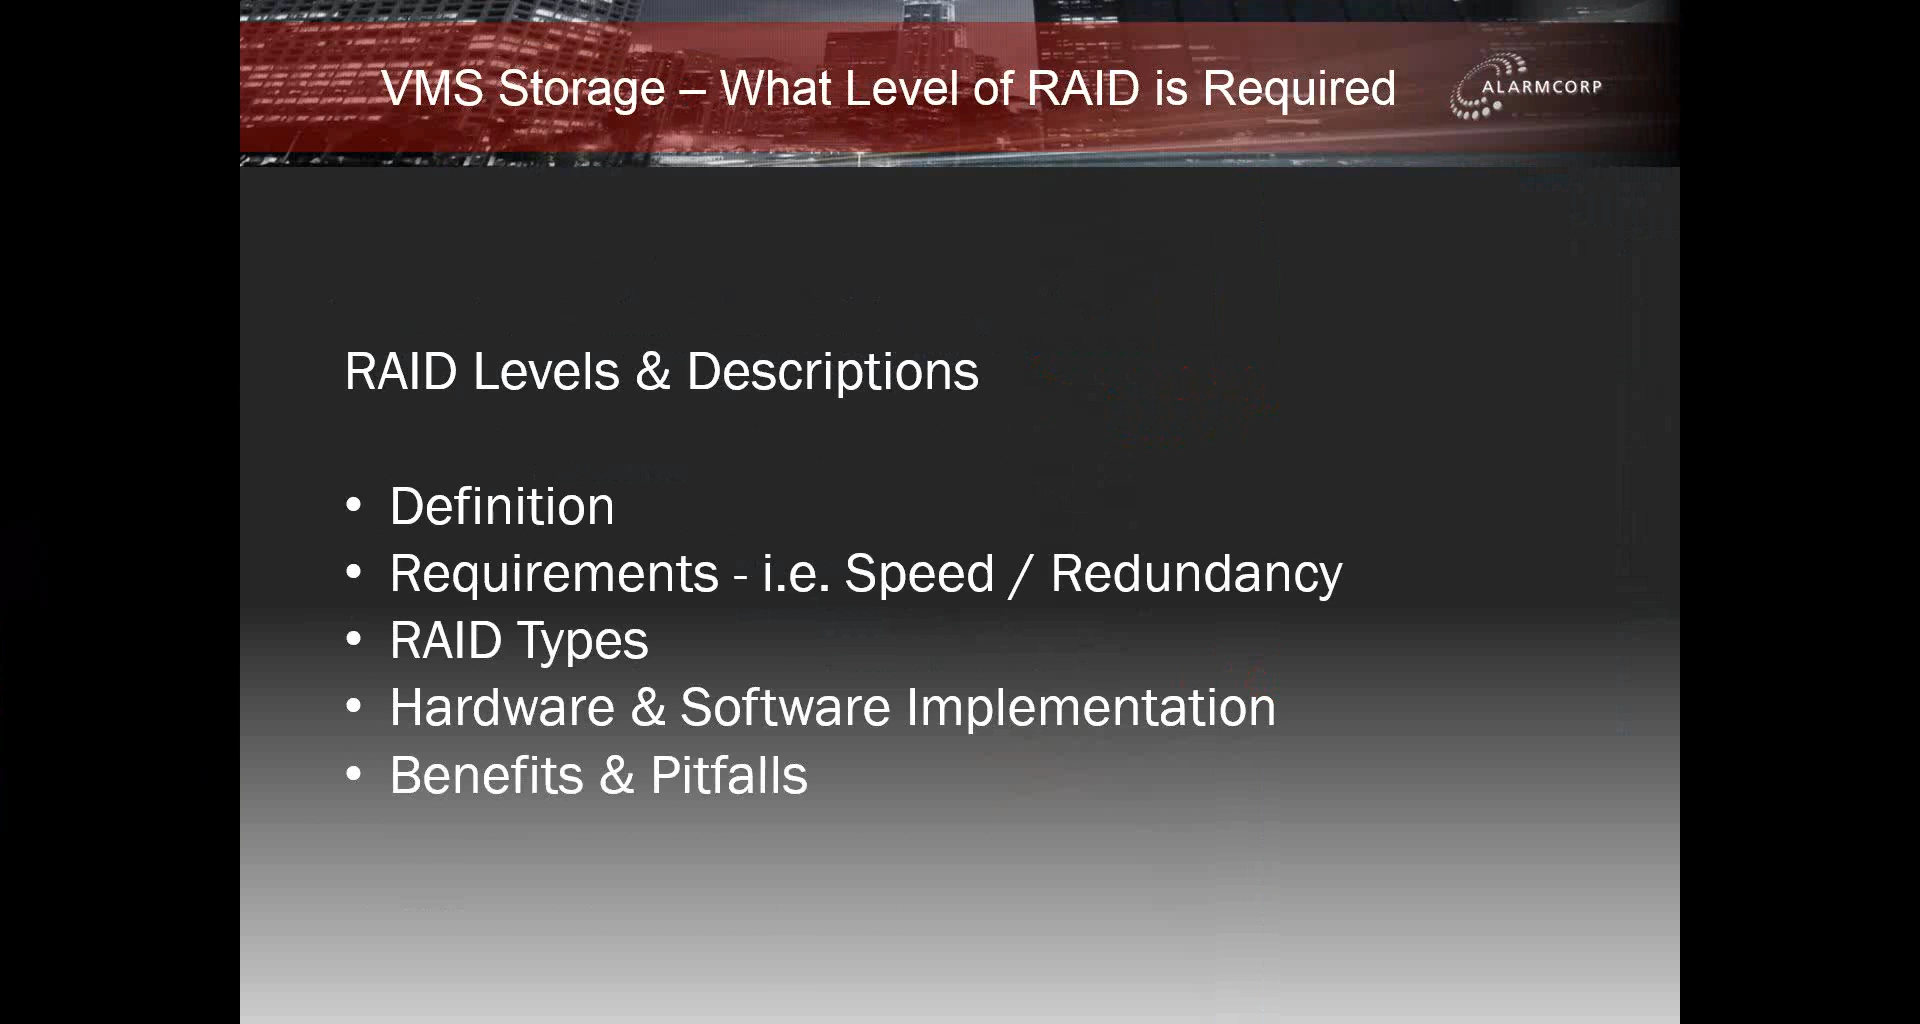 VMS Storage – What Level of RAID is Required
ALARMCORP
RAID Levels & Descriptions
• Definition
• Requirements - i.e. Speed / Redundancy
• RAID Types
• Hardware & Software Implementation
• Benefits & Pitfalls